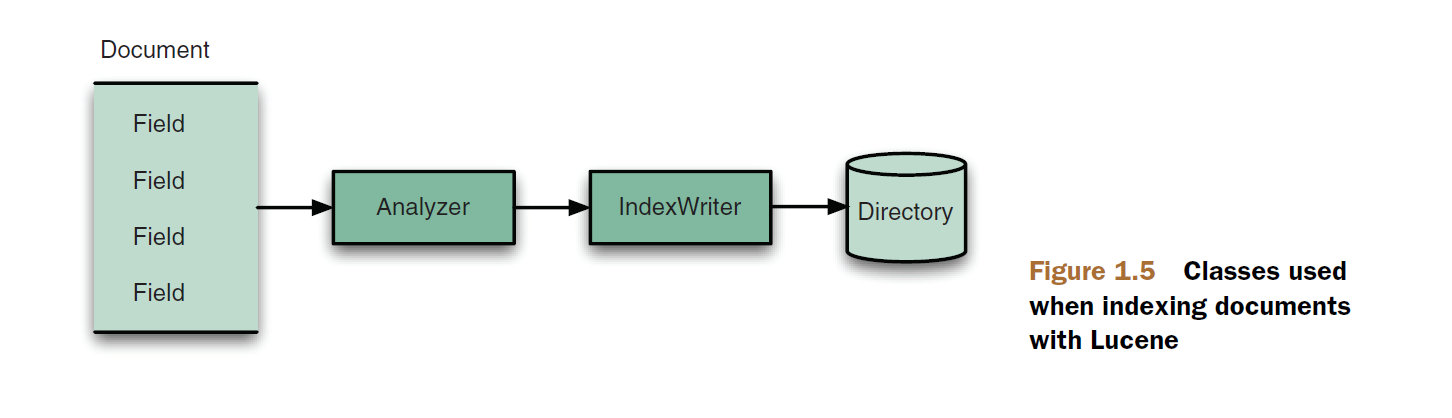 Document
Field
Field
Field
Field
Analyzer
IndexWriter
Directory
Figure 1.5 Classes used
when indexing documents
with Lucene